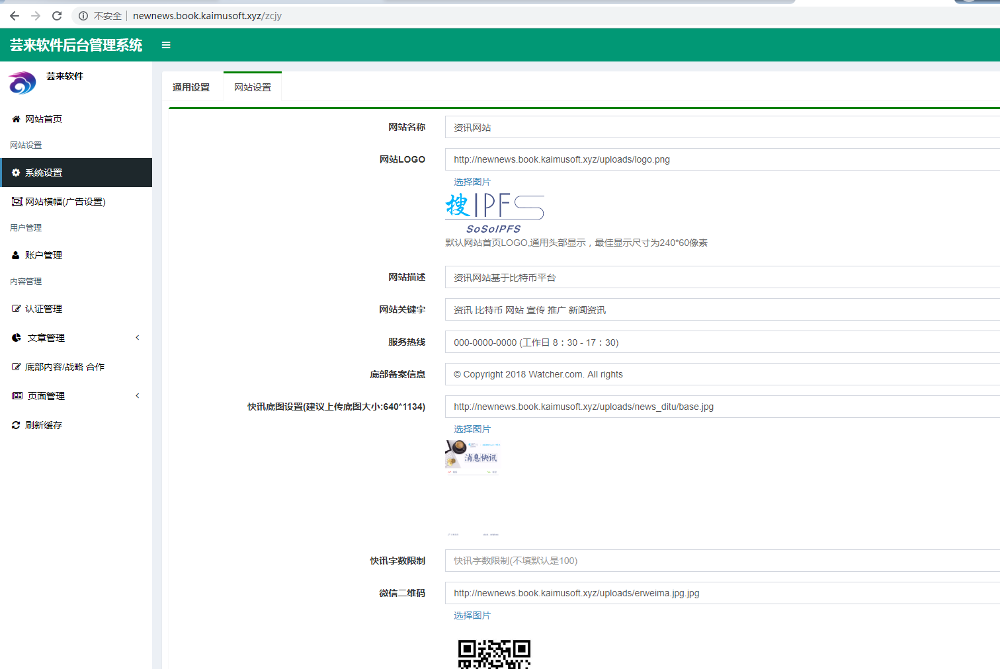 不安全 newnews.book.kaimusoft.xyz/zcjy
芸来软件后台管理系统
芸来软件
网站首页
网站设置
系统设置
网站横幅(广告设置)
用户管理
账户管理
内容管理
认证管理
文章管理
底部内容/战略 合作
页面管理
刷新缓存
通用设置 网站设置
网站名称 资讯网站
网站LOGO http://newnews.book.kaimusoft.xyz/uploads/logo.png
选择图片
搜IPFS
SoSoIPFS
默认网站首页LOGO,通用头部显示，最佳显示尺寸为240*60像素
网站描述 资讯网站基于比特币平台
网站关键字 资讯 比特币 网站 宣传 推广 新闻资讯
服务热线 000-0000-0000 (工作日 8：30 - 17：30)
底部备案信息 © Copyright 2018 Watcher.com. All rights
快讯底图设置(建议上传底图大小:640*1134) http://newnews.book.kaimusoft.xyz/uploads/news_ditu/base.jpg
选择图片
消息快讯
快讯字数限制 快讯字数限制(不填默认是100)
微信二维码 http://newnews.book.kaimusoft.xyz/uploads/erweima.jpg.jpg
选择图片